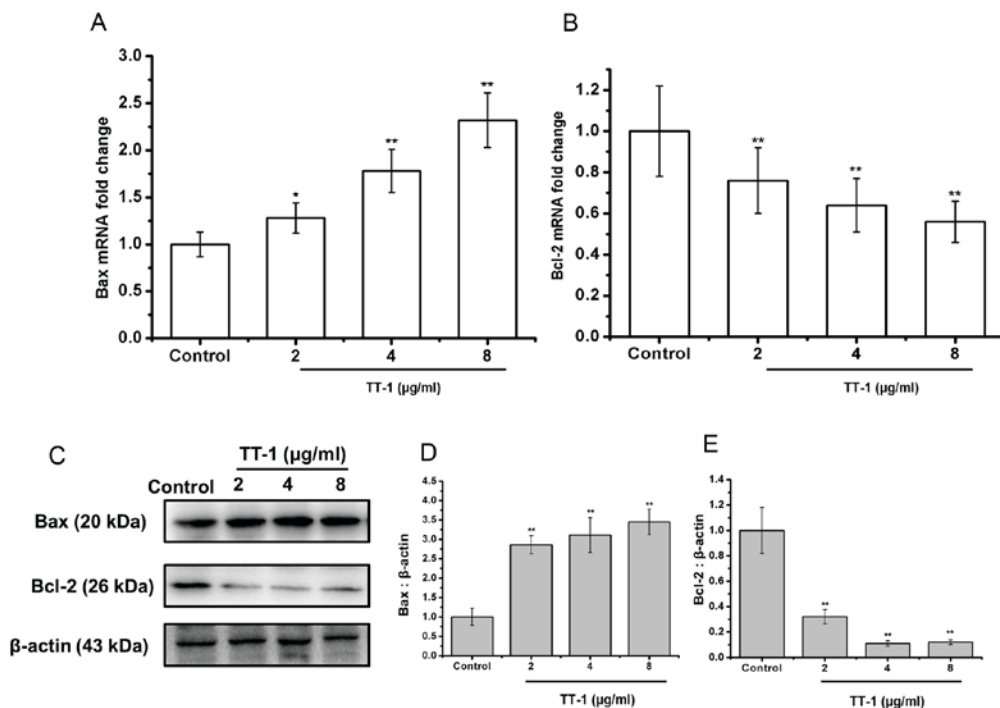 A
Bax mRNA fold change
3.0
2.5
2.0
1.5
1.0
0.5
0.0
*
**
**
Control 2 4 8
TT-1 (µg/ml)
B
Bcl-2 mRNA fold change
1.2
1.0
0.8
0.6
0.4
0.2
0.0
**
**
**
Control 2 4 8
TT-1 (µg/ml)
C
TT-1 (µg/ml)
Control 2 4 8
Bax (20 kDa)
Bcl-2 (26 kDa)
β-actin (43 kDa)
D
Bax : β-actin
4.5
4.0
3.5
3.0
2.5
2.0
1.5
1.0
0.5
0.0
**
**
**
Control 2 4 8
TT-1 (µg/ml)
E
Bcl-2 : β-actin
1.4
1.2
1.0
0.8
0.6
0.4
0.2
0.0
**
**
**
Control 2 4 8
TT-1 (µg/ml)